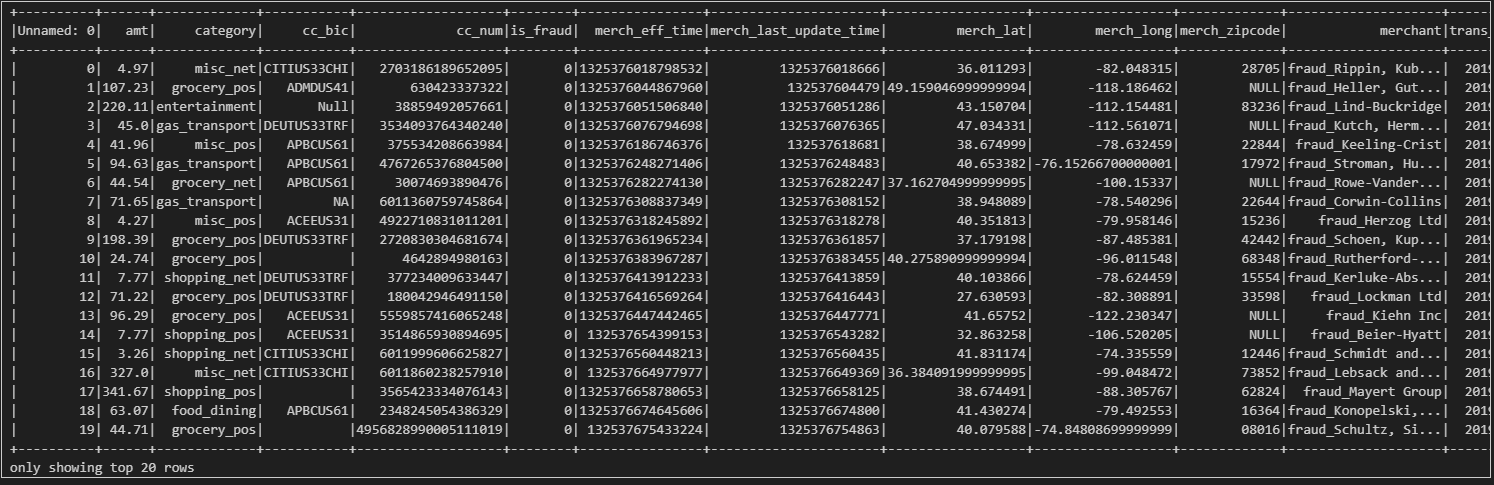 +----------+------+-------------+-----------+-------------------+--------+--------------+----------------------+------------------+------------------+-------------+--------------------+------
|Unnamed: 0|   amt|     category|     cc_bic|             cc_num|is_fraud|merch_eff_time|merch_last_update_time|         merch_lat|        merch_long|merch_zipcode|            merchant|trans_
+----------+------+-------------+-----------+-------------------+--------+--------------+----------------------+------------------+------------------+-------------+--------------------+------
|         0|  4.97|     misc_net|CITIUS33CHI|   2703186189652095|       0|1325376018798532|         1325376018666|         36.011293|        -82.048315|        28705|fraud_Rippin, Kub...|  2019
|         1|107.23|  grocery_pos|   ADMDUS41|       630423337322|       0|1325376044867960|          132537604479|49.159046999999994|       -118.186462|         NULL|fraud_Heller, Gut...|  2019
|         2|220.11|entertainment|       Null|     38859492057661|       0|1325376051506840|         1325376051286|         43.150704|       -112.154481|        83236|fraud_Lind-Buckridge|  2019
|         3|  45.0|gas_transport|DEUTUS33TRF|   3534093764340240|       0|1325376076794698|         1325376076365|         47.034331|       -112.561071|         NULL|fraud_Kutch, Herm...|  2019
|         4| 41.96|     misc_pos|   APBCUS61|    375534208663984|       0|1325376186746376|          132537618681|         38.674999|        -78.632459|        22844| fraud_Keeling-Crist|  2019
|         5| 94.63|gas_transport|   APBCUS61|   4767265376804500|       0|1325376248271406|         1325376248483|         40.653382|-76.15266700000001|        17972|fraud_Stroman, Hu...|  2019
|         6| 44.54|  grocery_net|   APBCUS61|     30074693890476|       0|1325376282274130|         1325376282247|37.162704999999995|        -100.15337|         NULL|fraud_Rowe-Vander...|  2019
|         7| 71.65|gas_transport|         NA|   6011360759745864|       0|1325376308837349|         1325376308152|         38.948089|        -78.540296|        22644|fraud_Corwin-Collins|  2019
|         8|  4.27|     misc_pos|   ACEEUS31|   4922710831011201|       0|1325376318245892|         1325376318278|         40.351813|        -79.958146|        15236|    fraud_Herzog Ltd|  2019
|         9|198.39|  grocery_pos|DEUTUS33TRF|   2720830304681674|       0|1325376361965234|         1325376361857|         37.179198|        -87.485381|        42442|fraud_Schoen, Kup...|  2019
|        10| 24.74|  grocery_pos|           |      4642894980163|       0|1325376383967287|         1325376383455|40.275890999999994|        -96.011548|        68348|fraud_Rutherford-...|  2019
|        11|  7.77| shopping_net|DEUTUS33TRF|    377234009633447|       0|1325376413912233|         1325376413859|         40.103866|        -78.624459|        15554|fraud_Kerluke-Abs...|  2019
|        12| 71.22|  grocery_pos|DEUTUS33TRF|    180042946491150|       0|1325376416569264|         1325376416443|         27.630593|        -82.308891|        33598|   fraud_Lockman Ltd|  2019
|        13| 96.29|  grocery_pos|   ACEEUS31|   5559857416065248|       0|1325376447442465|         1325376447771|          41.65752|       -122.230347|         NULL|     fraud_Kiehn Inc|  2019
|        14|  7.77| shopping_pos|   ACEEUS31|   3514865930894695|       0| 132537654399153|         1325376543282|         32.863258|       -106.520205|         NULL|   fraud_Beier-Hyatt|  2019
|        15|  3.26| shopping_net|CITIUS33CHI|   6011999606625827|       0|1325376560448213|         1325376560435|         41.831174|        -74.335559|        12446|fraud_Schmidt and...|  2019
|        16| 327.0|     misc_net|CITIUS33CHI|   6011860238257910|       0| 132537664977977|         1325376649369|36.384091999999995|        -99.048472|        73852|fraud_Lebsack and...|  2019
|        17|341.67| shopping_pos|           |   3565423334076143|       0|1325376658780653|         1325376658125|         38.674491|        -88.305767|        62824|  fraud_Mayert Group|  2019
|        18| 63.07|  food_dining|   APBCUS61|   2348245054386329|       0|1325376674645606|         1325376674800|         41.430274|        -79.492553|        16364|fraud_Konopelski,...|  2019
|        19| 44.71|  grocery_pos|           |4956828990005111019|       0| 132537675433224|         1325376754863|         40.079588|-74.84808699999999|        08016|fraud_Schultz, Si...|  2019
+----------+------+-------------+-----------+-------------------+--------+--------------+----------------------+------------------+------------------+-------------+--------------------+------
only showing top 20 rows